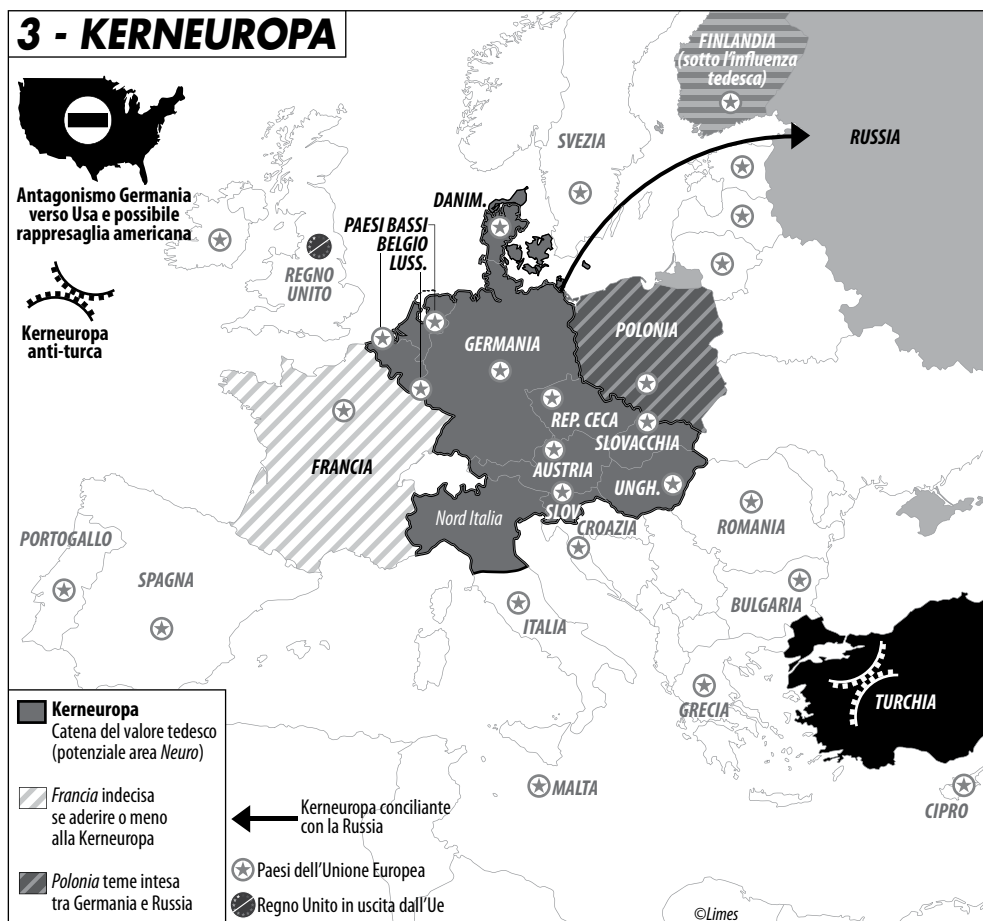 3 - KERNEUROPA
Antagonismo Germania
verso Usa e possibile
rappresaglia americana
Kerneuropa
anti-turca
FINLANDIA
(sotto l'influenza
tedesca)
RUSSIA
SVEZIA
DANIM.
PAESI BASSI
BELGIO
LUSS.
REGNO
UNITO
GERMANIA
POLONIA
REP. CECA
SLOVACCHIA
FRANCIA
AUSTRIA
UNGH.
SLOV.
Nord Italia
CROAZIA
ROMANIA
PORTOGALLO
SPAGNA
BULGARIA
ITALIA
GRECIA
TURCHIA
MALTA
CIPRO
Kerneuropa
Catena del valore tedesco
(potenziale area Neuro)
Francia indecisa
se aderire o meno
alla Kerneuropa
Polonia teme intesa
tra Germania e Russia
Kerneuropa conciliante
con la Russia
Paesi dell'Unione Europea
Regno Unito in uscita dall'Ue
©Limes